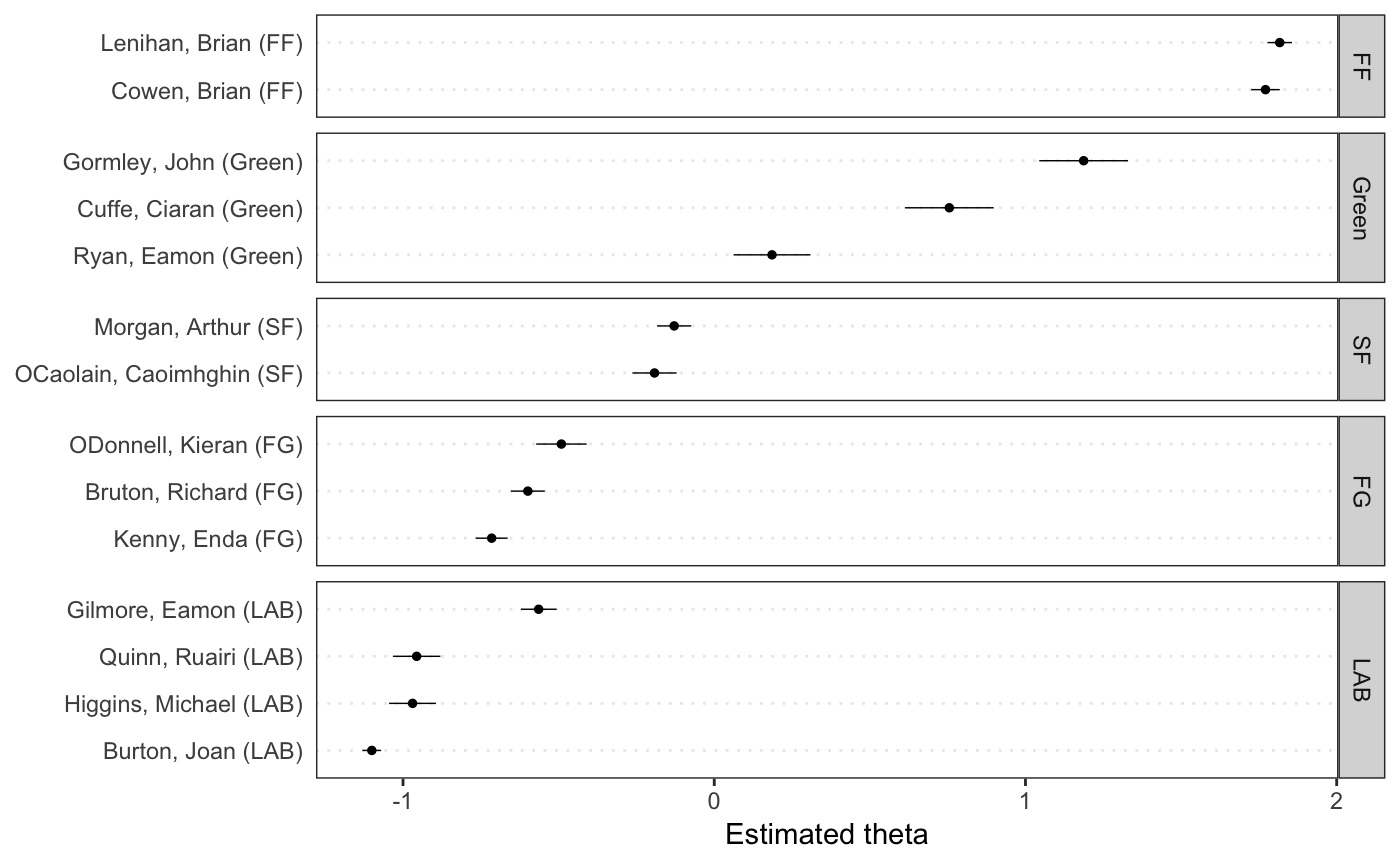 Lenihan, Brian (FF)
Cowen, Brian (FF)
FF
Gormley, John (Green)
Cuffe, Ciaran (Green)
Ryan, Eamon (Green)
Green
Morgan, Arthur (SF)
OCaolain, Caoimhghin (SF)
SF
ODonnell, Kieran (FG)
Bruton, Richard (FG)
Kenny, Enda (FG)
FG
Gilmore, Eamon (LAB)
Quinn, Ruairi (LAB)
Higgins, Michael (LAB)
Burton, Joan (LAB)
LAB
-1 0 1 2
Estimated theta